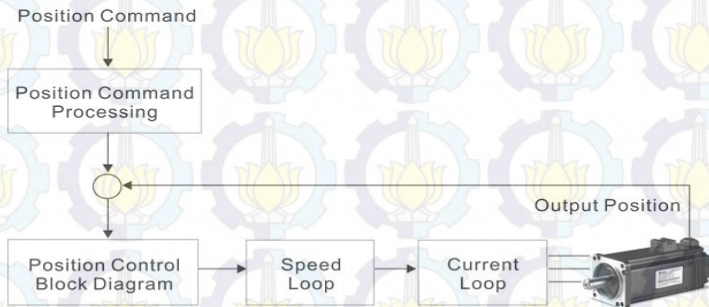 Position Command
Position Command
Processing
Output Position
Position Control
Block Diagram
Speed
Loop
Current
Loop